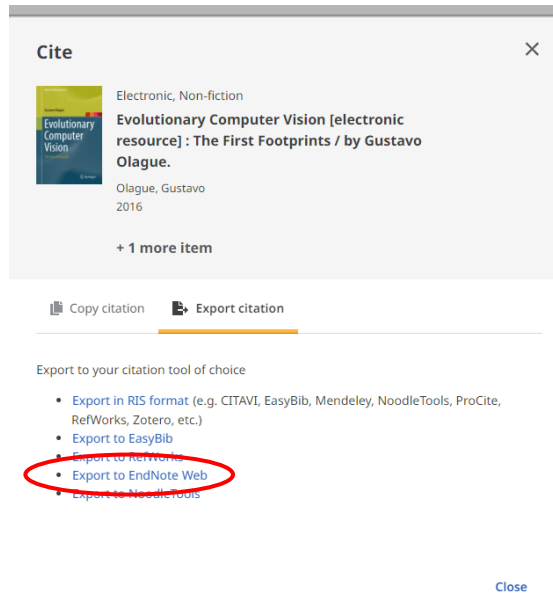 Cite
Evolutionary
Computer
Vision
Electronic, Non-fiction
Evolutionary Computer Vision [electronic
resource] : The First Footprints / by Gustavo
Olague.
Olague, Gustavo
2016
+ 1 more item
Copy citation
Export citation
Export to your citation tool of choice
• Export in RIS format (e.g. CITAVI, EasyBib, Mendeley, NoodleTools, ProCite,
RefWorks, Zotero, etc.)
• Export to EasyBib
• Export to RefWorks
• Export to EndNote Web
• Export to NoodleTools
Close